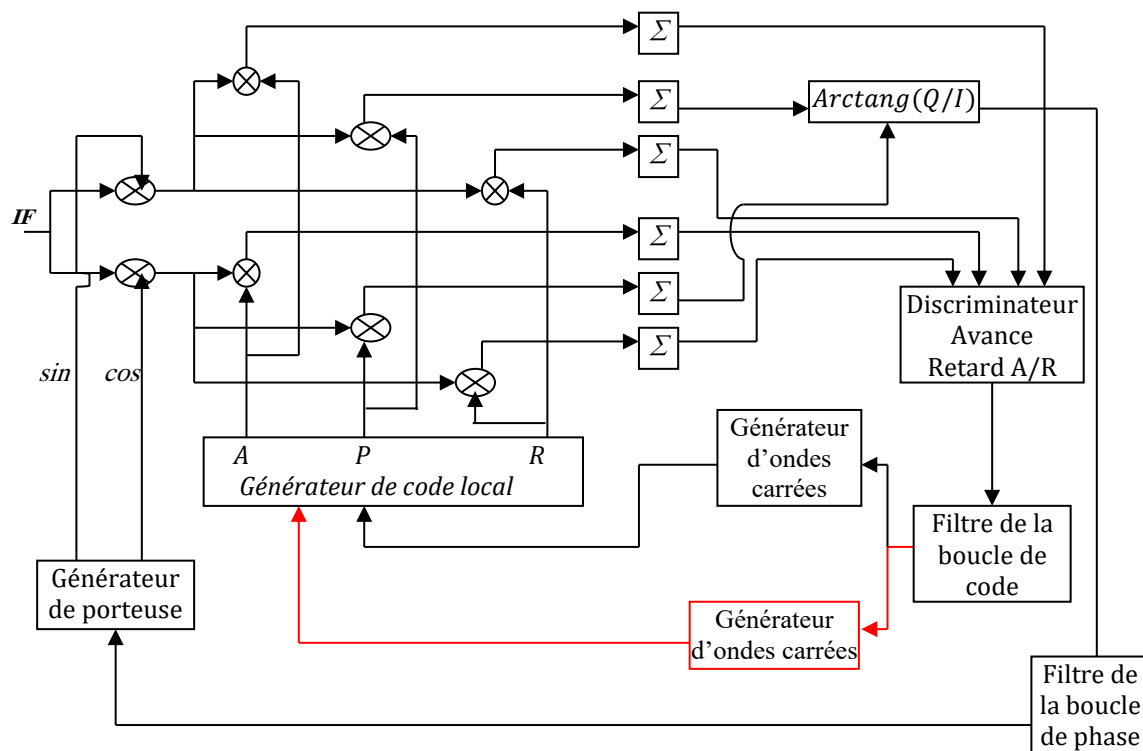 Σ
Σ
Arctang(Q/I)
Σ
IF
Σ
Σ
Σ
Discriminateur
Avance
Retard A/R
sin
cos
A
P
R
Générateur de code local
Générateur
d’ondes
carrées
Filtre de la
boucle de
code
Générateur
de porteuse
Générateur
d’ondes carrées
Filtre de
la boucle
de phase